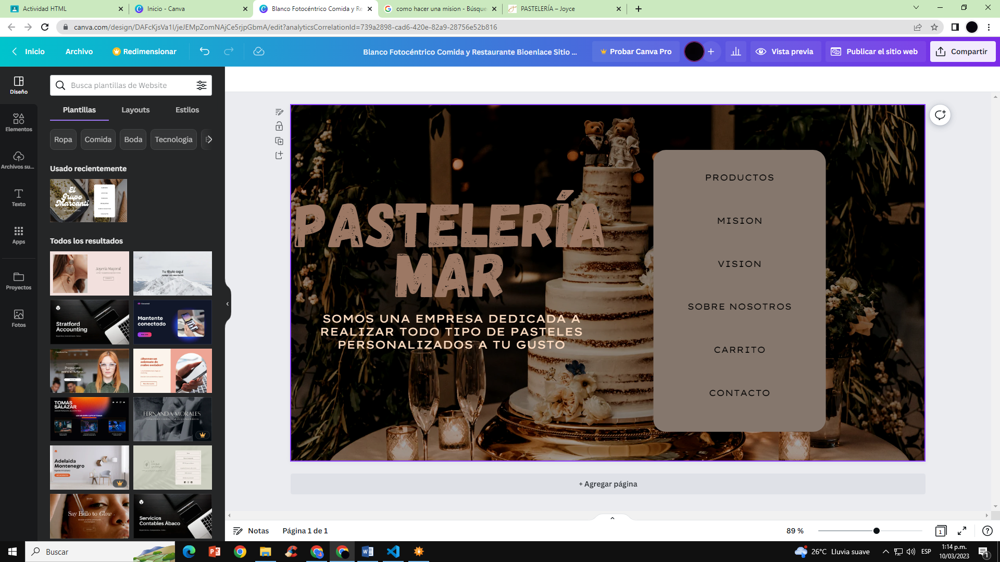 Actividad HTML
Inicio - Canva
Blanco Fotocéntrico Comida y Re
como hacer una mision - Búsque
PASTELERÍA – Joyce
canva.com/design/DAFcKjsVa1I/jeJEMpZomNAjCe5rjpGbmA/edit?analyticsCorrelationId=739a2898-cad6-420e-82a9-28756e52b816
Inicio
Archivo
Redimensionar
Blanco Fotocéntrico Comida y Restaurante Bioenlace Sitio ...
Probar Canva Pro
Vista previa
Publicar el sitio web
Compartir
Diseño
Elementos
Archivos su...
Texto
Apps
Proyectos
Fotos
Busca plantillas de Website
Plantillas
Layouts
Estilos
Ropa
Comida
Boda
Tecnologia
Usado recientemente
El
Grupo
Marcanti
Todos los resultados
Joyería Mayoral
Tu título aquí
Stratford
Accounting
Mantente
conectado
Prepárate
para el futuro
¿Buscas un
asistente de
redes sociales?
TOMÁS
SALAZAR
FERNANDA MORALES
Adelaida
Montenegro
Say Hello to Glow
Servicios
Contables Ábaco
PASTELERÍA
MAR
SOMOS UNA EMPRESA DEDICADA A
REALIZAR TODO TIPO DE PASTELES
PERSONALIZADOS A TU GUSTO
PRODUCTOS
MISION
VISION
SOBRE NOSOTROS
CARRITO
CONTACTO
+ Agregar página
Notas
Página 1 de 1
89 %
1
Buscar
26°C Lluvia suave
ESP
1:14 p.m.
10/03/2023
1